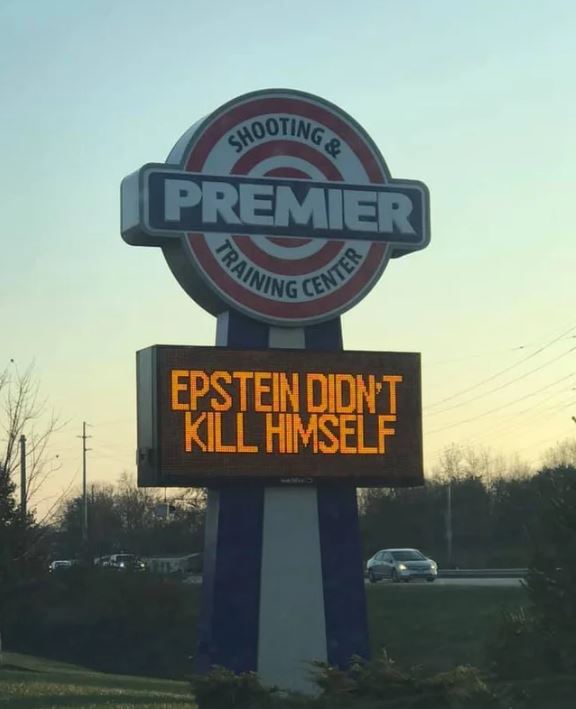 SHOOTING &
PREMIER
TRAINING CENTER
EPSTEIN DIDN'T
KILL HIMSELF